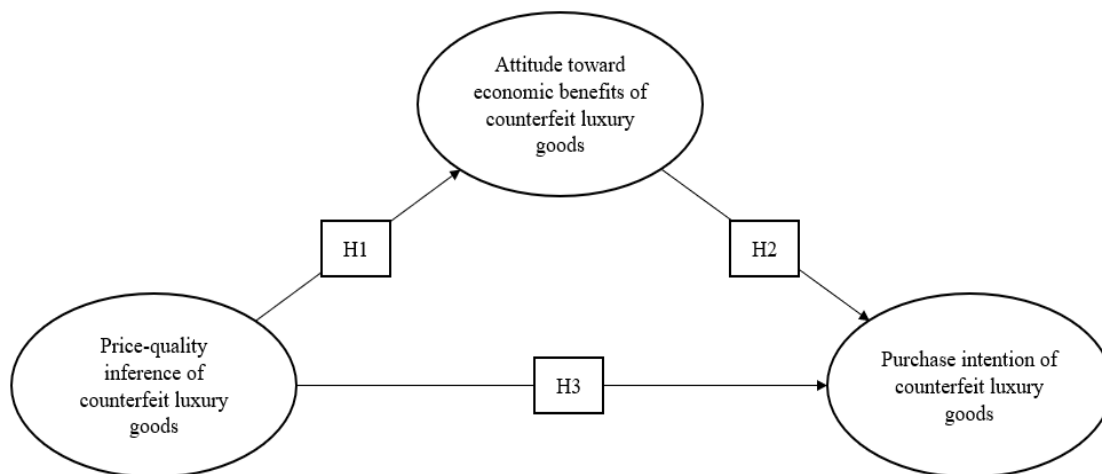 Attitude toward
economic benefits of
counterfeit luxury
goods
H1
H2
Price-quality
inference of
counterfeit luxury
goods
H3
Purchase intention of
counterfeit luxury
goods